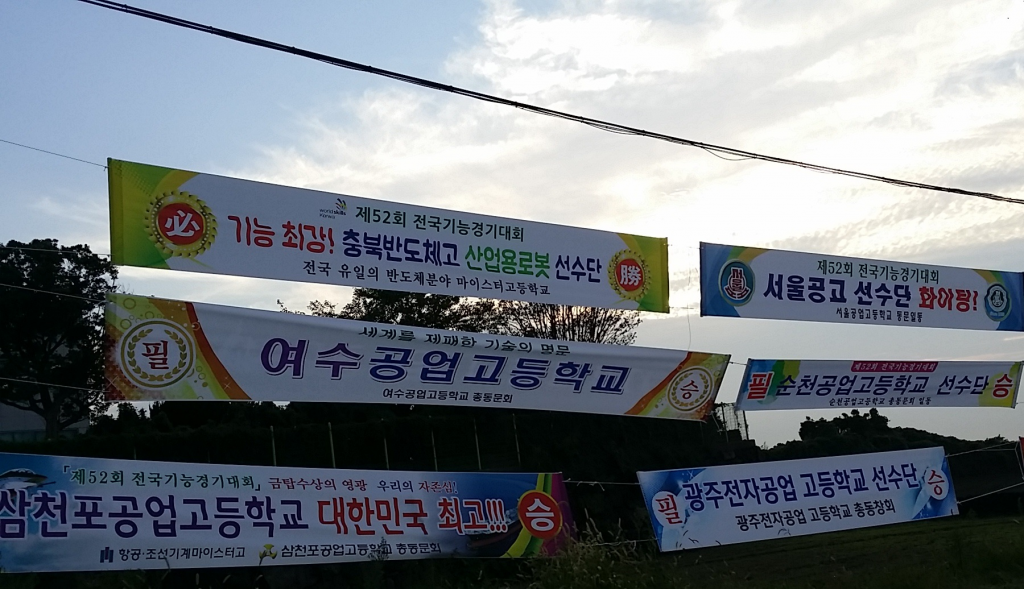 必
world skills
Korea
제52회 전국기능경기대회
기능 최강! 충북반도체고 산업용로봇 선수단
전국 유일의 반도체분야 마이스터고등학교
勝
제52회 전국기능경기대회
서울공고 선수단 화이팅!
서울공업고등학교 동문일동
필
세계를 제패한 기술의 명문
여수공업고등학교
여수공업고등학교 총동문회
승
제52회 전국기능경기대회
필 순천공업고등학교 선수단 승
순천공업고등학교 총동문회 일동
「제52회 전국기능경기대회」 금탑수상의 영광 우리의 자존심!
삼천포공업고등학교 대한민국 최고!!!
승
항공·조선기계마이스터고 삼천포공업고등학교 총동문회
필
광주전자공업 고등학교 선수단
광주전자공업 고등학교 총동창회
승